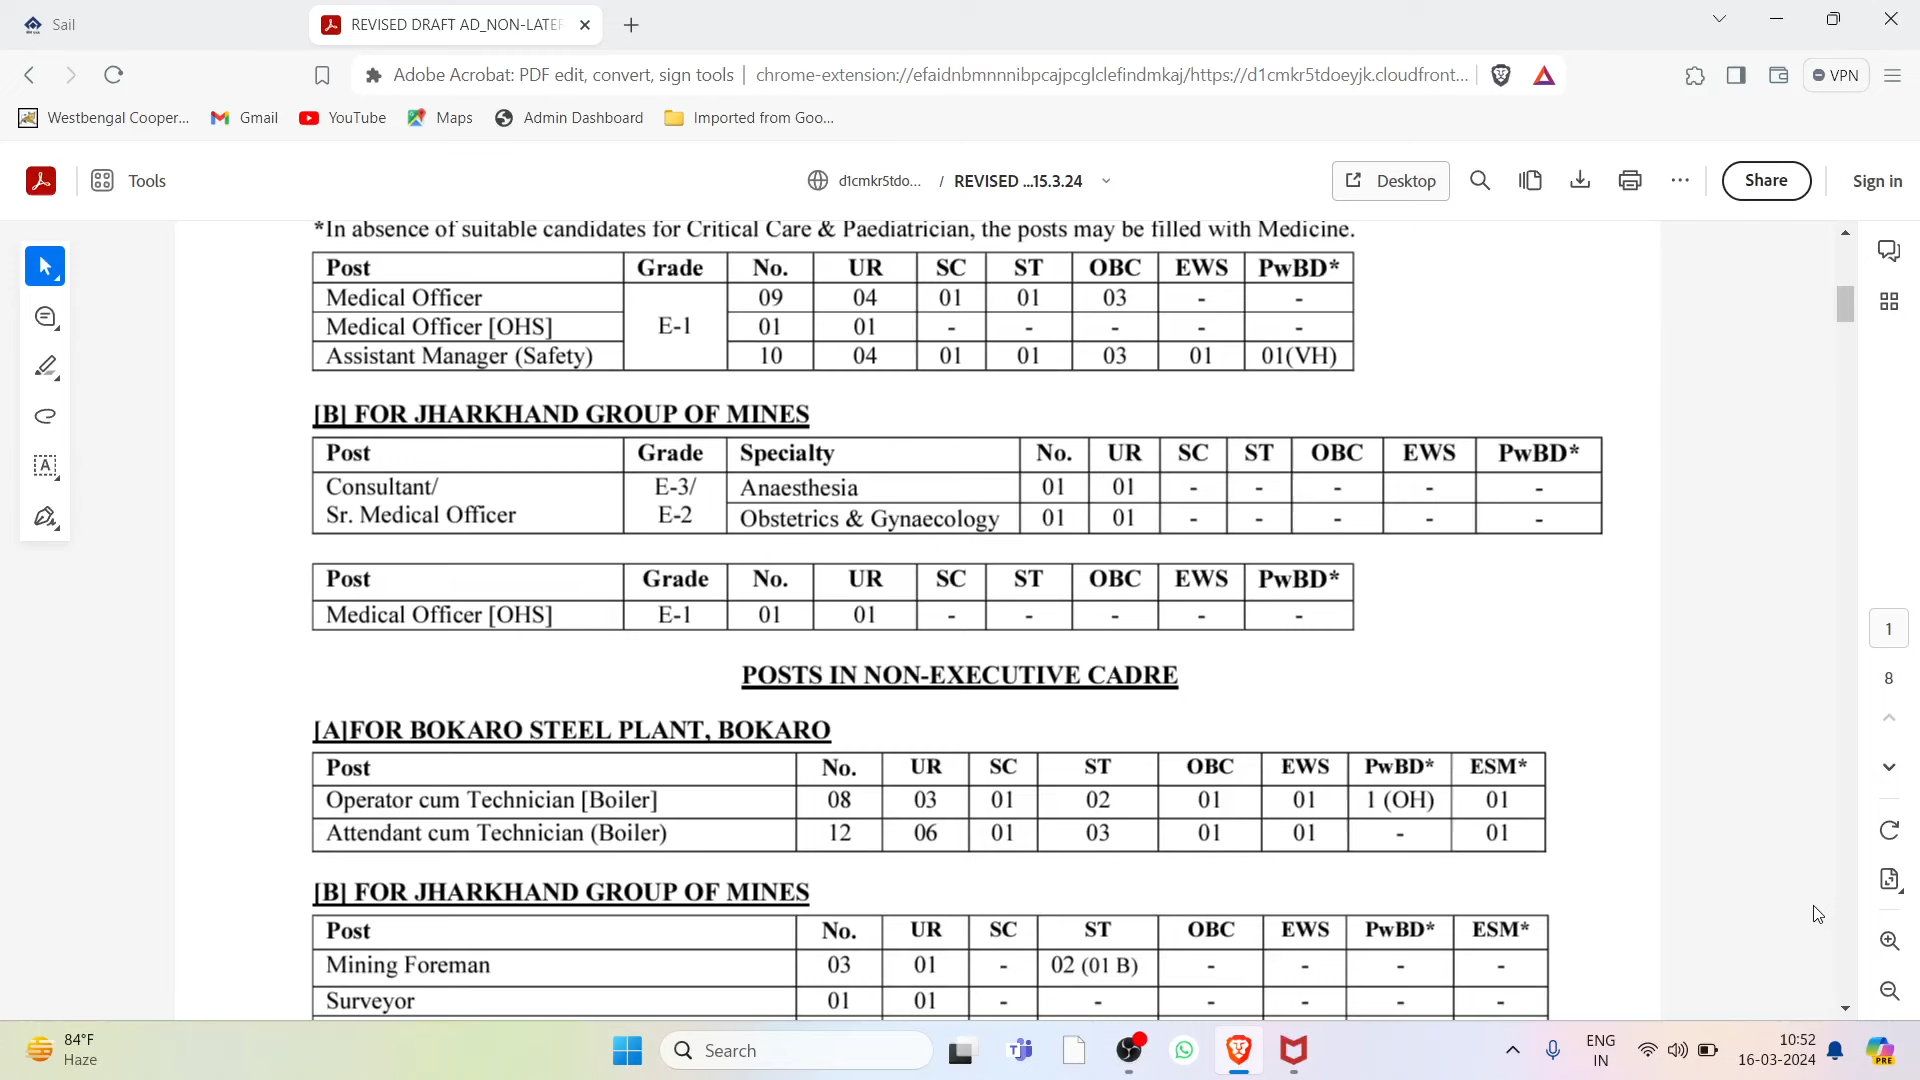 Sail
REVISED DRAFT AD_NON-LATE
Adobe Acrobat: PDF edit, convert, sign tools | chrome-extension://efaidnbmnnnibpcajpcglclefindmkaj/https://d1cmkr5tdoeyjk.cloudfront...
VPN
Westbengal Cooper... Gmail YouTube Maps Admin Dashboard Imported from Goo...
Tools
d1cmkr5tdo... / REVISED ...15.3.24
Desktop
Share
Sign in
*In absence of suitable candidates for Critical Care & Paediatrician, the posts may be filled with Medicine.
Post Grade No. UR SC ST OBC EWS PwBD*
Medical Officer 09 04 01 01 03 - -
Medical Officer [OHS] E-1 01 01 - - - - -
Assistant Manager (Safety) 10 04 01 01 03 01 01(VH)
[B] FOR JHARKHAND GROUP OF MINES
Post Grade Specialty No. UR SC ST OBC EWS PwBD*
Consultant/ E-3/ Anaesthesia 01 01 - - - - -
Sr. Medical Officer E-2 Obstetrics & Gynaecology 01 01 - - - - -
Post Grade No. UR SC ST OBC EWS PwBD*
Medical Officer [OHS] E-1 01 01 - - - - -
POSTS IN NON-EXECUTIVE CADRE
[A]FOR BOKARO STEEL PLANT, BOKARO
Post No. UR SC ST OBC EWS PwBD* ESM*
Operator cum Technician [Boiler] 08 03 01 02 01 01 1 (OH) 01
Attendant cum Technician (Boiler) 12 06 01 03 01 01 - 01
[B] FOR JHARKHAND GROUP OF MINES
Post No. UR SC ST OBC EWS PwBD* ESM*
Mining Foreman 03 01 - 02 (01 B) - - - -
Surveyor 01 01 - - - - - -
1
8
84°F
Haze
Search
PRE
ENG
IN
10:52
16-03-2024